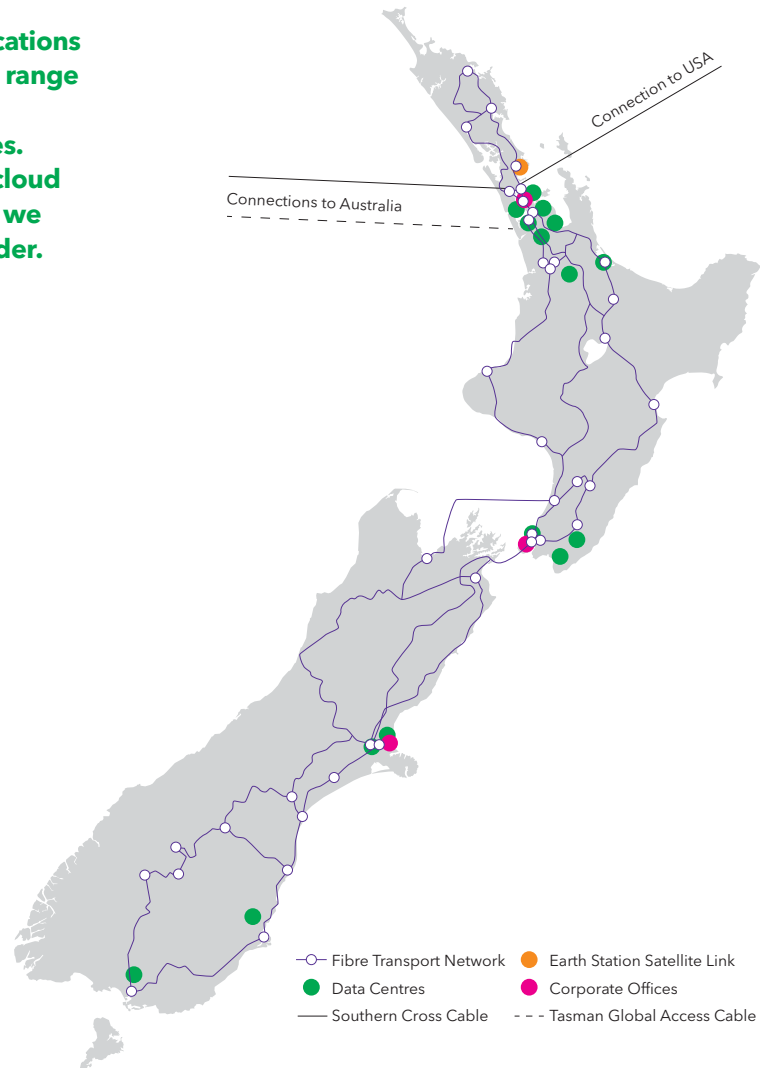 cations
range
es.
cloud
we
der.
Connection to USA
Connections to Australia
Fibre Transport Network
Earth Station Satellite Link
Data Centres
Corporate Offices
Southern Cross Cable
Tasman Global Access Cable